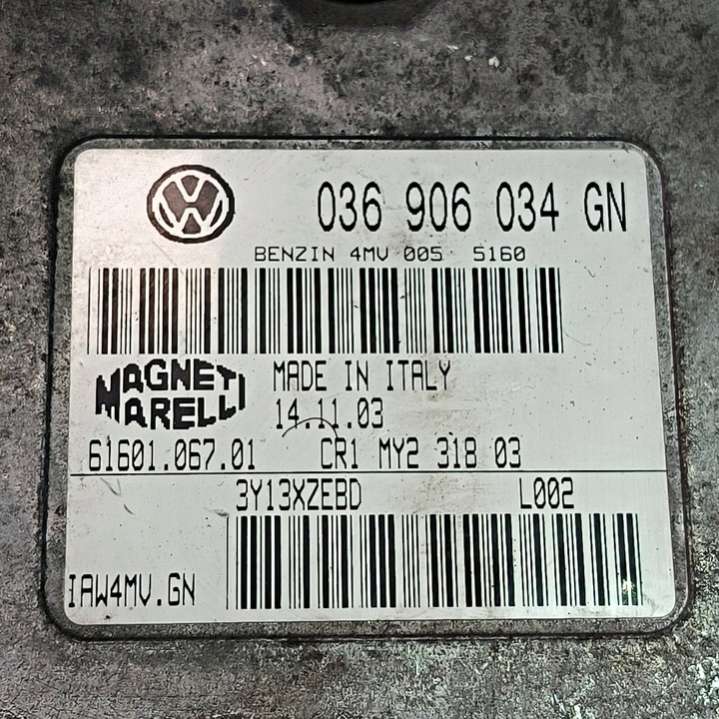 036 906 034 GN
BENZIN 4MV 005 5160
MAGNETI MARELLI
MADE IN ITALY
14.11.03
61601.067.01 CR1 MY2 318 03
3Y13XZEBD L002
IAW4MV.GN